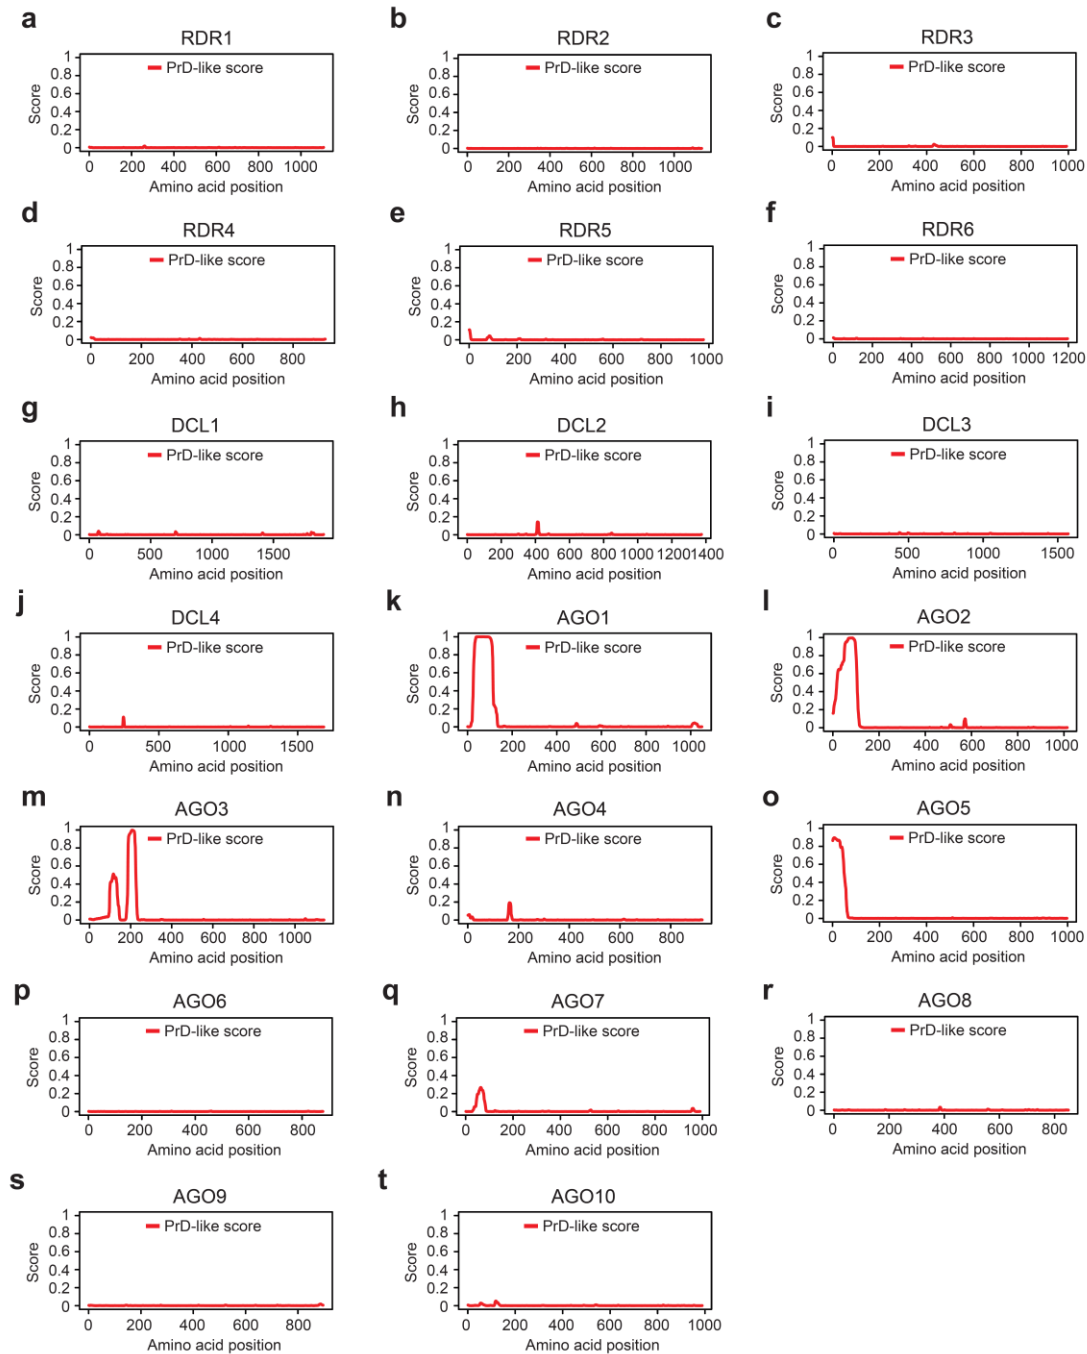 a
RDR1
1
0.8
0.6
0.4
0.2
0
Score
PrD-like score
0 200 400 600 800 1000
Amino acid position
b
RDR2
1
0.8
0.6
0.4
0.2
0
Score
PrD-like score
0 200 400 600 800 1000
Amino acid position
c
RDR3
1
0.8
0.6
0.4
0.2
0
Score
PrD-like score
0 200 400 600 800 1000
Amino acid position
d
RDR4
1
0.8
0.6
0.4
0.2
0
Score
PrD-like score
0 200 400 600 800
Amino acid position
e
RDR5
1
0.8
0.6
0.4
0.2
0
Score
PrD-like score
0 200 400 600 800 1000
Amino acid position
f
RDR6
1
0.8
0.6
0.4
0.2
0
Score
PrD-like score
0 200 400 600 800 1000 1200
Amino acid position
g
DCL1
1
0.8
0.6
0.4
0.2
0
Score
PrD-like score
0 500 1000 1500
Amino acid position
h
DCL2
1
0.8
0.6
0.4
0.2
0
Score
PrD-like score
0 200 400 600 800 1000 1200 1400
Amino acid position
i
DCL3
1
0.8
0.6
0.4
0.2
0
Score
PrD-like score
0 500 1000 1500
Amino acid position
j
DCL4
1
0.8
0.6
0.4
0.2
0
Score
PrD-like score
0 500 1000 1500
Amino acid position
k
AGO1
1
0.8
0.6
0.4
0.2
0
Score
PrD-like score
0 200 400 600 800 1000
Amino acid position
l
AGO2
1
0.8
0.6
0.4
0.2
0
Score
PrD-like score
0 200 400 600 800 1000
Amino acid position
m
AGO3
1
0.8
0.6
0.4
0.2
0
Score
PrD-like score
0 200 400 600 800 1000
Amino acid position
n
AGO4
1
0.8
0.6
0.4
0.2
0
Score
PrD-like score
0 200 400 600 800
Amino acid position
o
AGO5
1
0.8
0.6
0.4
0.2
0
Score
PrD-like score
0 200 400 600 800 1000
Amino acid position
p
AGO6
1
0.8
0.6
0.4
0.2
0
Score
PrD-like score
0 200 400 600 800
Amino acid position
q
AGO7
1
0.8
0.6
0.4
0.2
0
Score
PrD-like score
0 200 400 600 800 1000
Amino acid position
r
AGO8
1
0.8
0.6
0.4
0.2
0
Score
PrD-like score
0 200 400 600 800
Amino acid position
s
AGO9
1
0.8
0.6
0.4
0.2
0
Score
PrD-like score
0 200 400 600 800
Amino acid position
t
AGO10
1
0.8
0.6
0.4
0.2
0
Score
PrD-like score
0 200 400 600 800 1000
Amino acid position